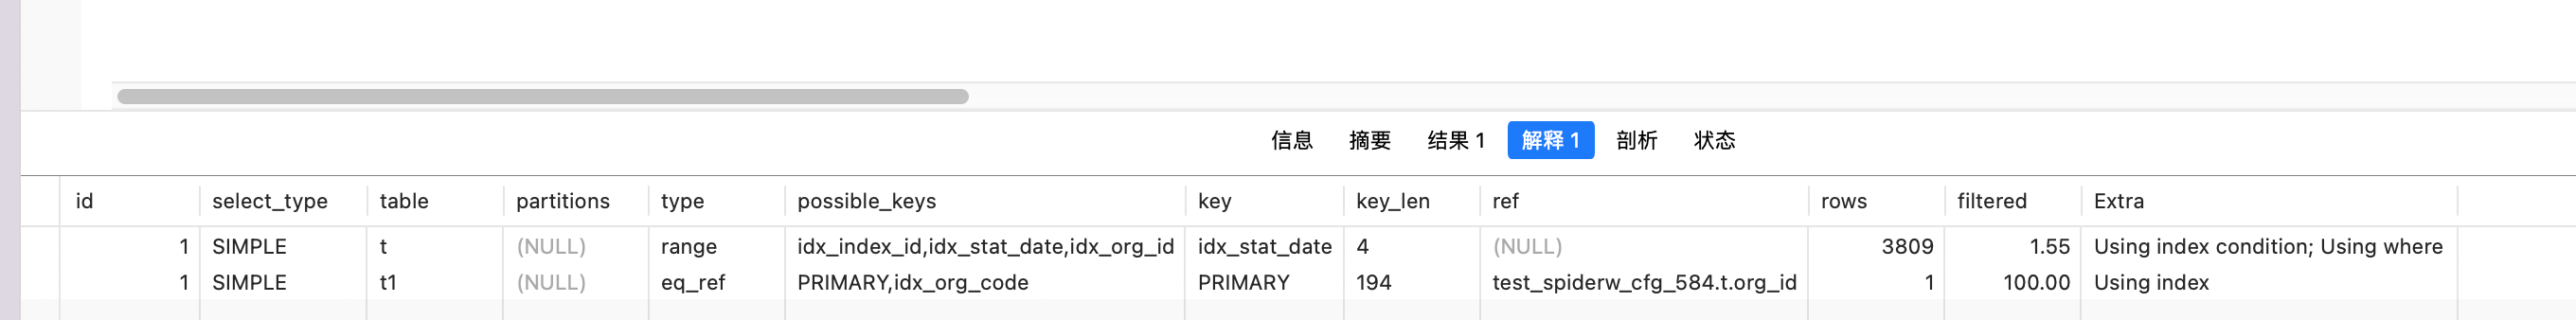 信息 摘要 结果 1 解释 1 剖析 状态
id select_type table partitions type possible_keys key key_len ref rows filtered Extra
1 SIMPLE t (NULL) range idx_index_id,idx_stat_date,idx_org_id idx_stat_date 4 (NULL) 3809 1.55 Using index condition; Using where
1 SIMPLE t1 (NULL) eq_ref PRIMARY,idx_org_code PRIMARY 194 test_spiderw_cfg_584.t.org_id 1 100.00 Using index